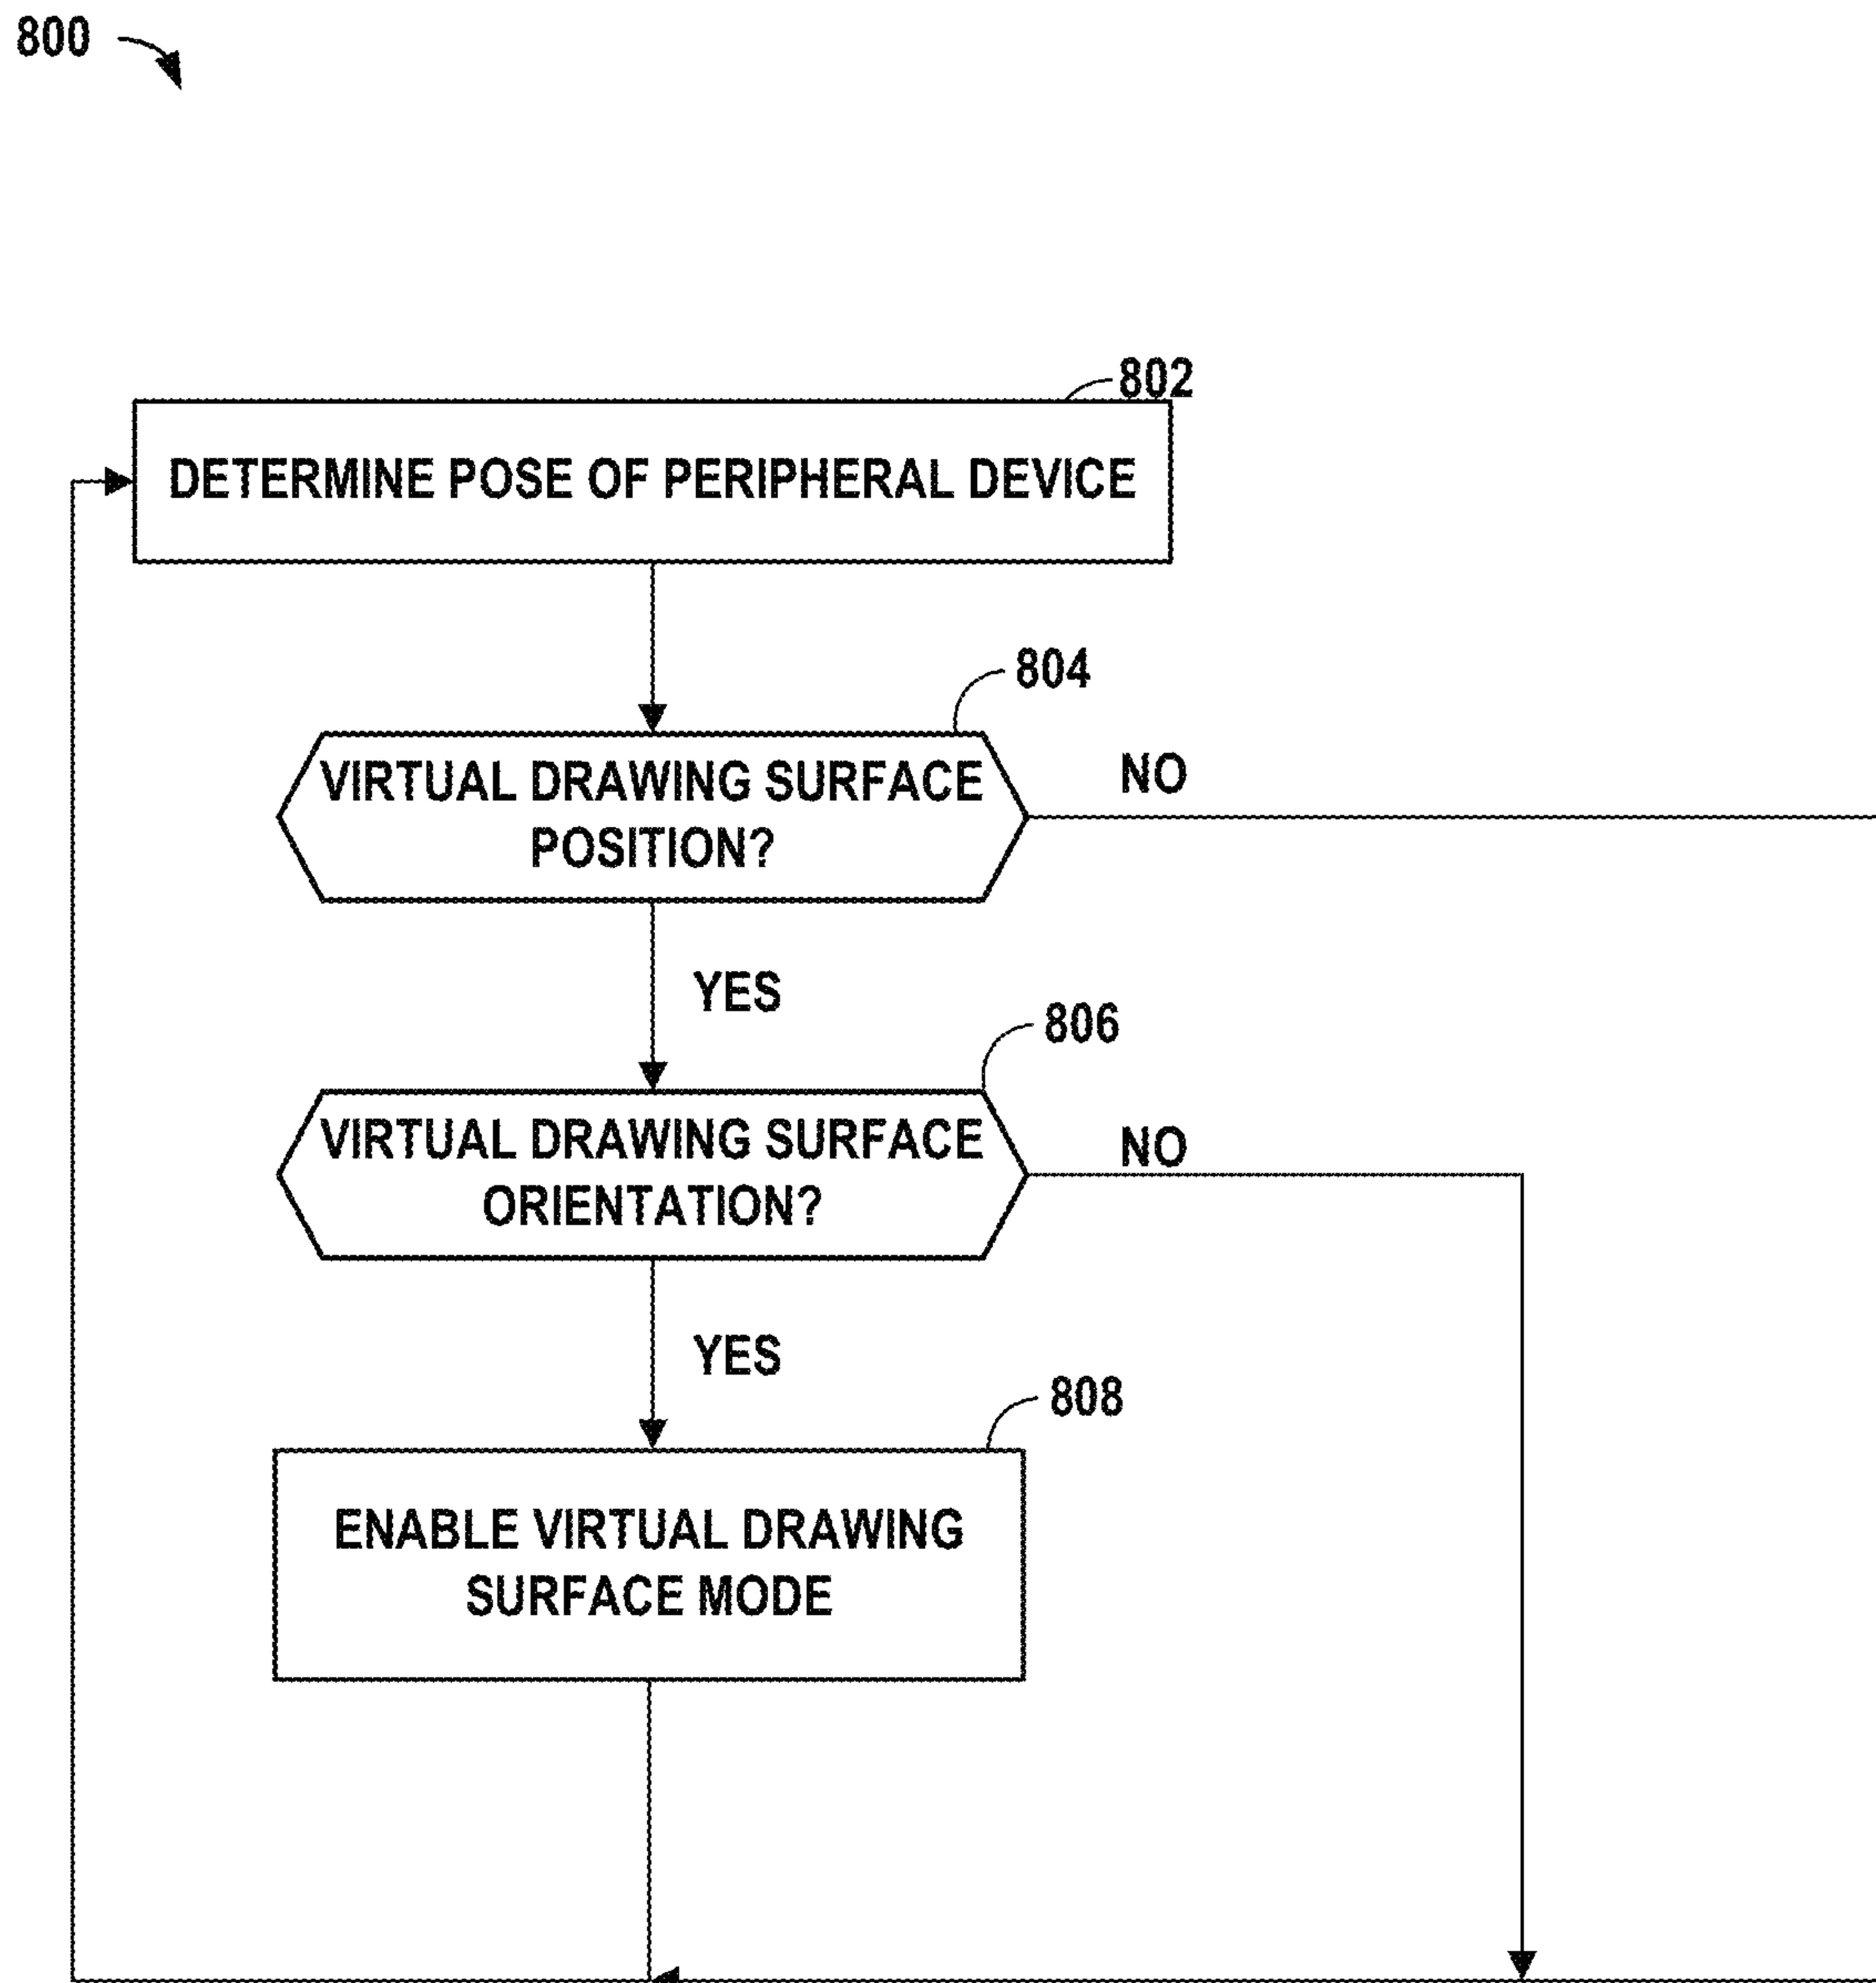 800
802
DETERMINE POSE OF PERIPHERAL DEVICE
804
VIRTUAL DRAWING SURFACE
POSITION?
NO
YES
806
VIRTUAL DRAWING SURFACE
ORIENTATION?
NO
YES
808
ENABLE VIRTUAL DRAWING
SURFACE MODE